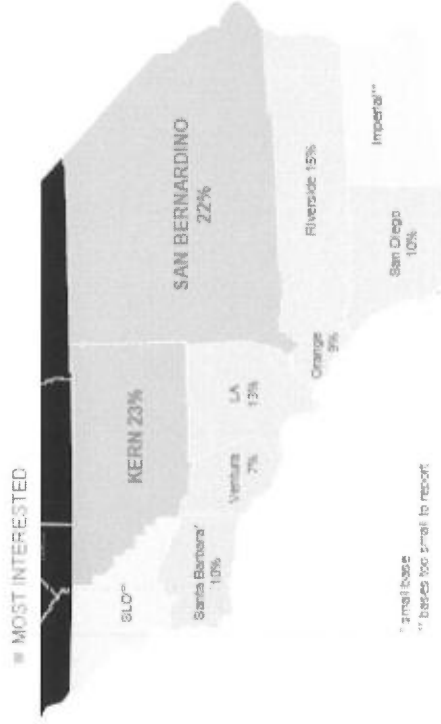 MOST INTERESTED
KERN 23%
SAN BERNARDINO
22%
SLO**
Santa Barbara*
10%
Ventura
7%
LA
13%
Orange
9%
Riverside 15%
San Diego
10%
Imperial**
* small base
** bases too small to report